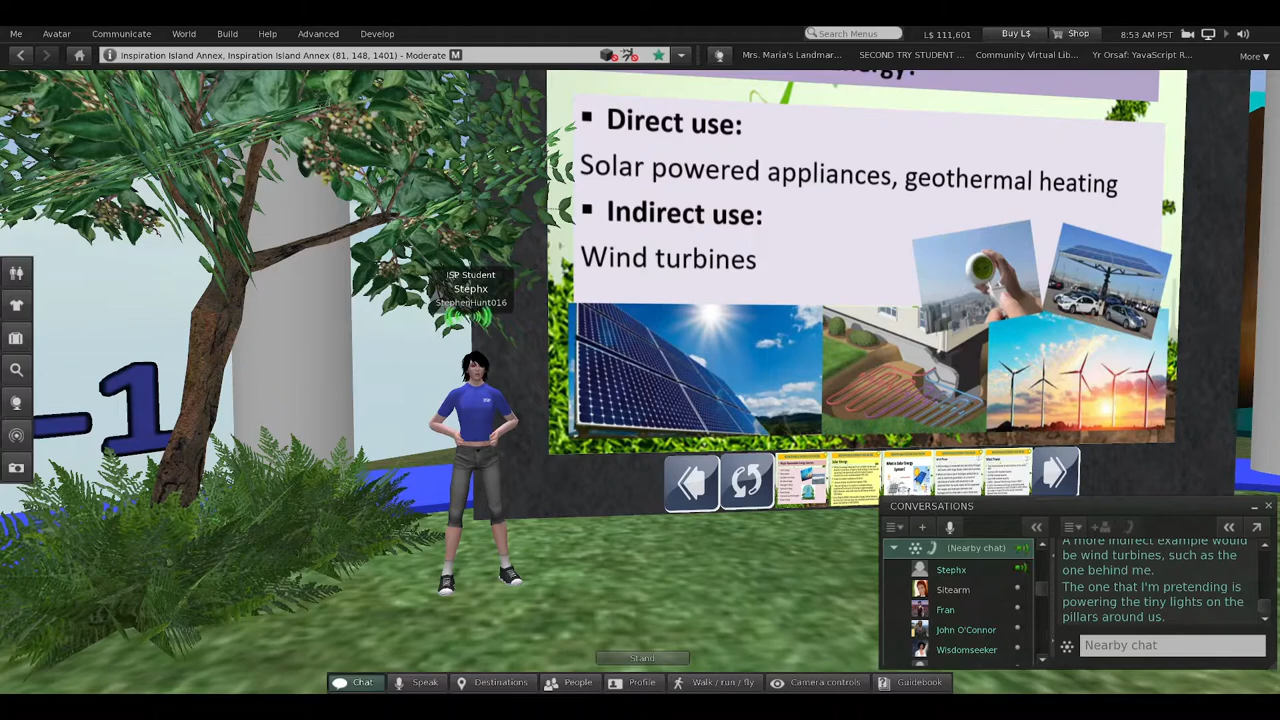 Me Avatar Communicate World Build Help Advanced Develop Search Menus L$ 111,601 Buy L$ Shop 8:53 AM PST
Inspiration Island Annex, Inspiration Island Annex (81, 148, 1401) - Moderate M Mrs. Maria's Landmar... SECOND TRY STUDENT ... Community Virtual Lib... Yr Orsaf: YavaScript R... More
Direct use:
Solar powered appliances, geothermal heating
Indirect use:
Wind turbines
ISP Student
Stephx
StephenHunt016
-1
CONVERSATIONS
(Nearby chat)
Stephx
Sitearm
Fran
John O'Connor
Wisdomseeker
A more indirect example would
be wind turbines, such as the
one behind me.
The one that I'm pretending is
powering the tiny lights on the
pillars around us.
Nearby chat
Stand
Chat Speak Destinations People Profile Walk / run / fly Camera controls Guidebook